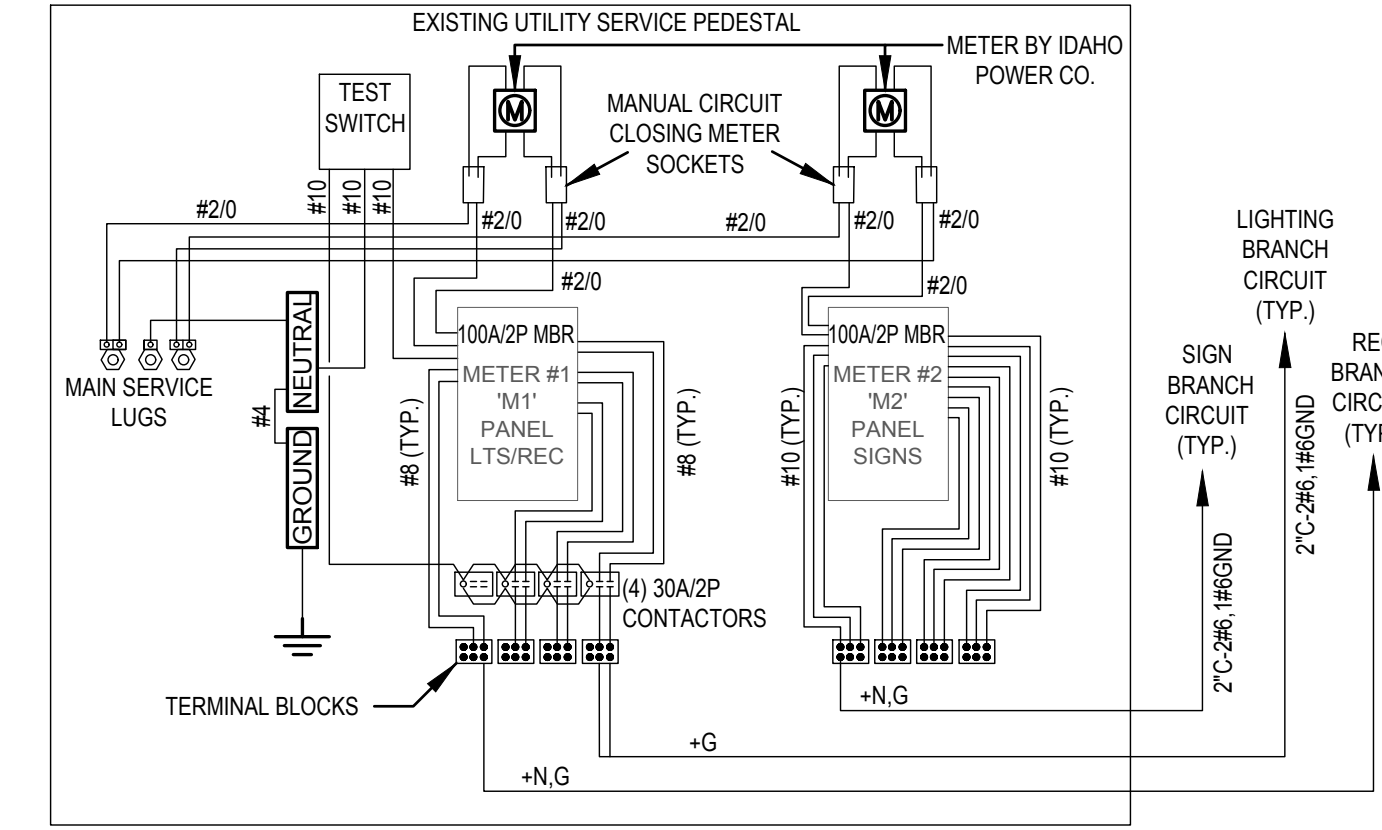 EXISTING UTILITY SERVICE PEDESTAL
METER BY IDAHO
POWER CO.
TEST
SWITCH
M
M
MANUAL CIRCUIT
CLOSING METER
SOCKETS
#10
#10
#10
#2/0
#2/0
#2/0
#2/0
#2/0
#2/0
#2/0
#2/0
LIGHTING
BRANCH
CIRCUIT
(TYP.)
MAIN SERVICE
LUGS
NEUTRAL
#4
GROUND
100A/2P MBR
METER #1
'M1'
PANEL
LTS/REC
#8 (TYP.)
#8 (TYP.)
100A/2P MBR
METER #2
'M2'
PANEL
SIGNS
#10 (TYP.)
#10 (TYP.)
SIGN
BRANCH
CIRCUIT
(TYP.)
2"C-2#6,1#6GND
2"C-2#6,1#6GND
(4) 30A/2P
CONTACTORS
TERMINAL BLOCKS
+N,G
+G
+N,G